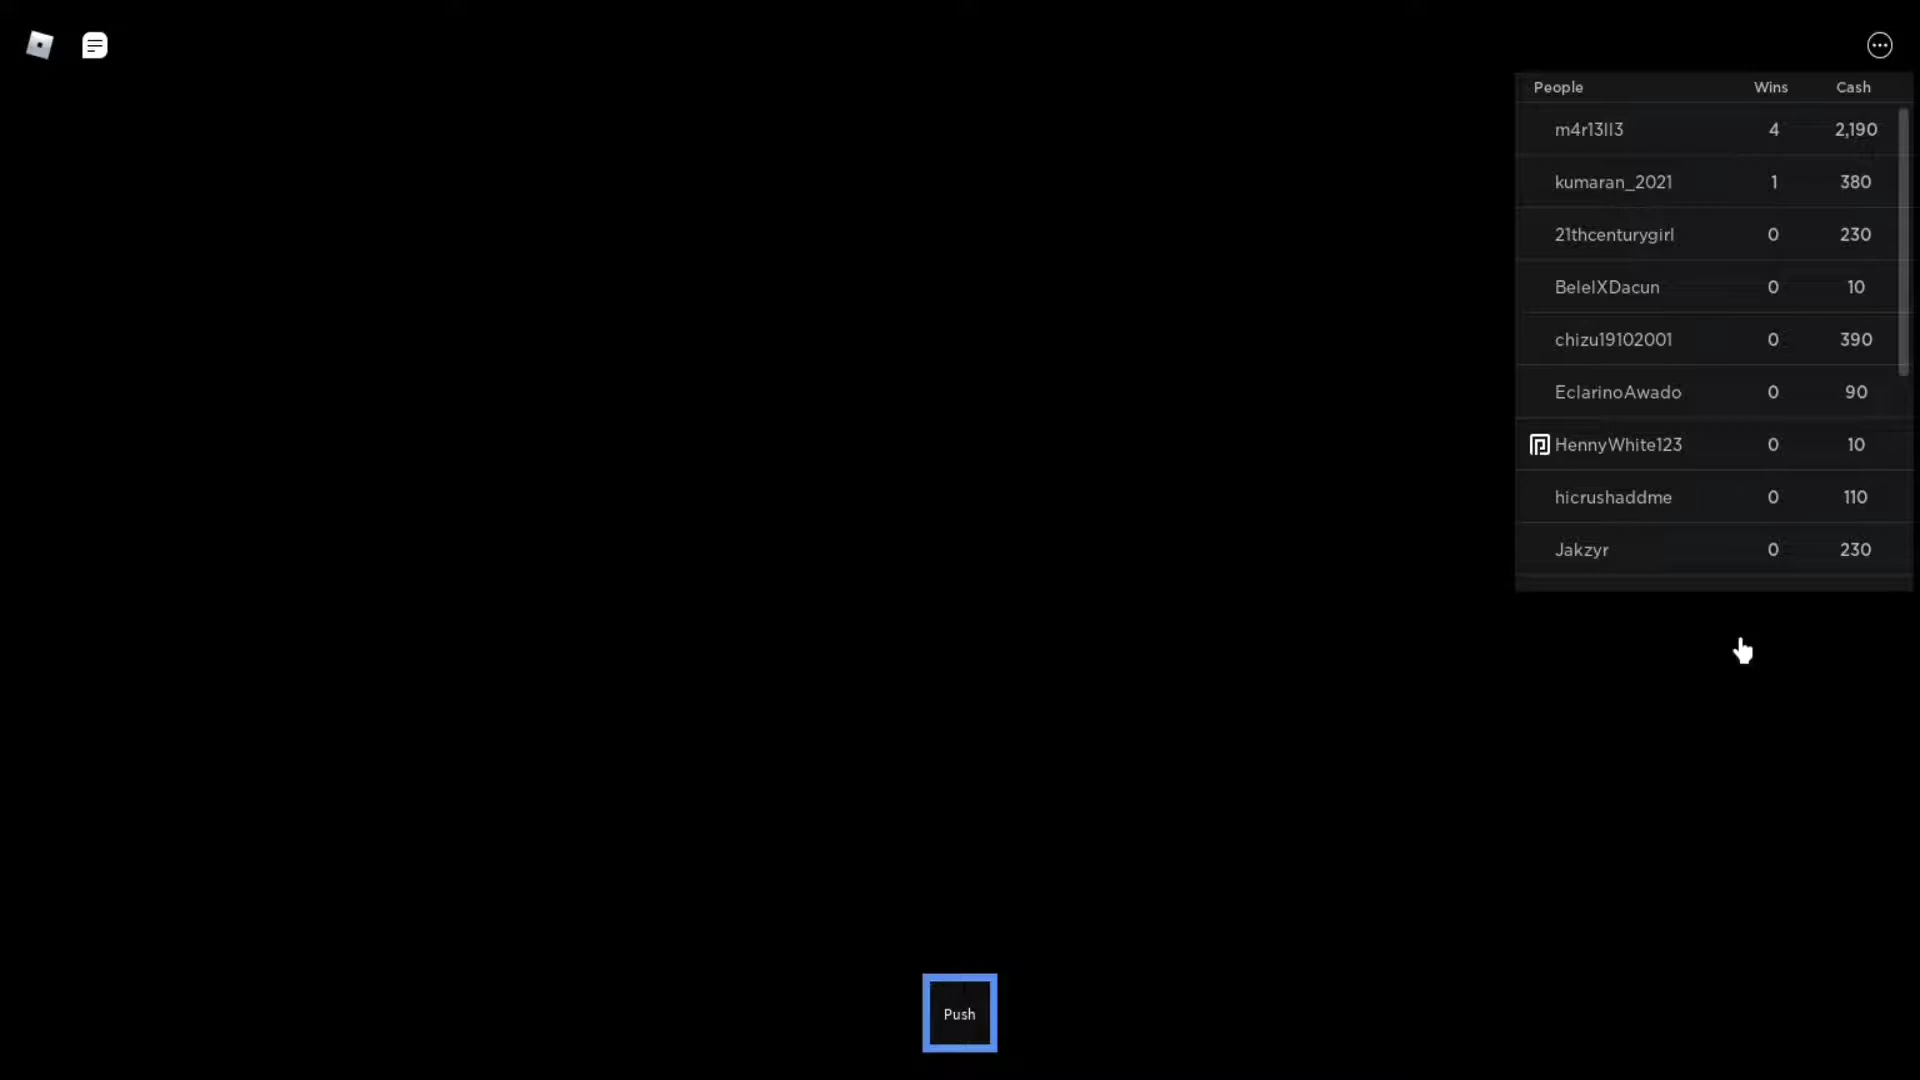 People Wins Cash
m4r13ll3 4 2,190
kumaran_2021 1 380
21thcenturygirl 0 230
BelelXDacun 0 10
chizu19102001 0 390
EclarinoAwado 0 90
HennyWhite123 0 10
hicrushaddme 0 110
Jakzyr 0 230
Push